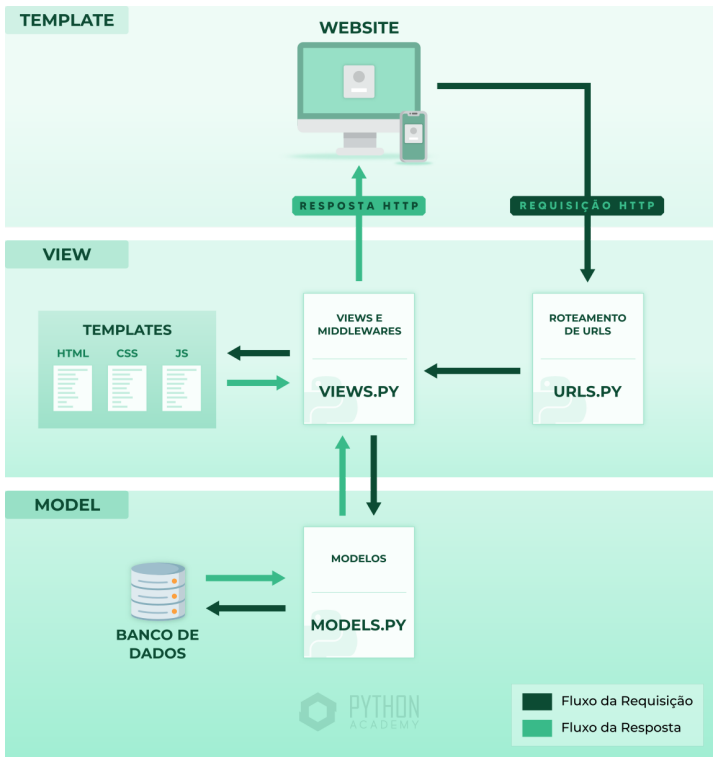 TEMPLATE
WEBSITE
RESPOSTA HTTP
REQUISIÇÃO HTTP
VIEW
TEMPLATES
HTML
CSS
JS
VIEWS E
MIDDLEWARES
VIEWS.PY
ROTEAMENTO
DE URLS
URLS.PY
MODEL
MODELOS
MODELS.PY
BANCO DE
DADOS
PYTHON
ACADEMY
Fluxo da Requisição
Fluxo da Resposta